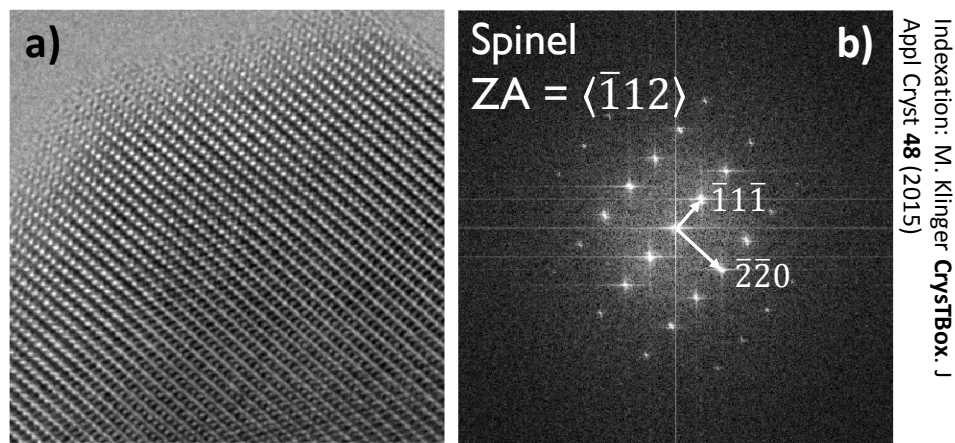 a)
Spinel
ZA = ⟨1̅12⟩
b)
1̅11̅
2̅2̅0
Indexation: M. Klinger CrysTBox. J
Appl Cryst 48 (2015)